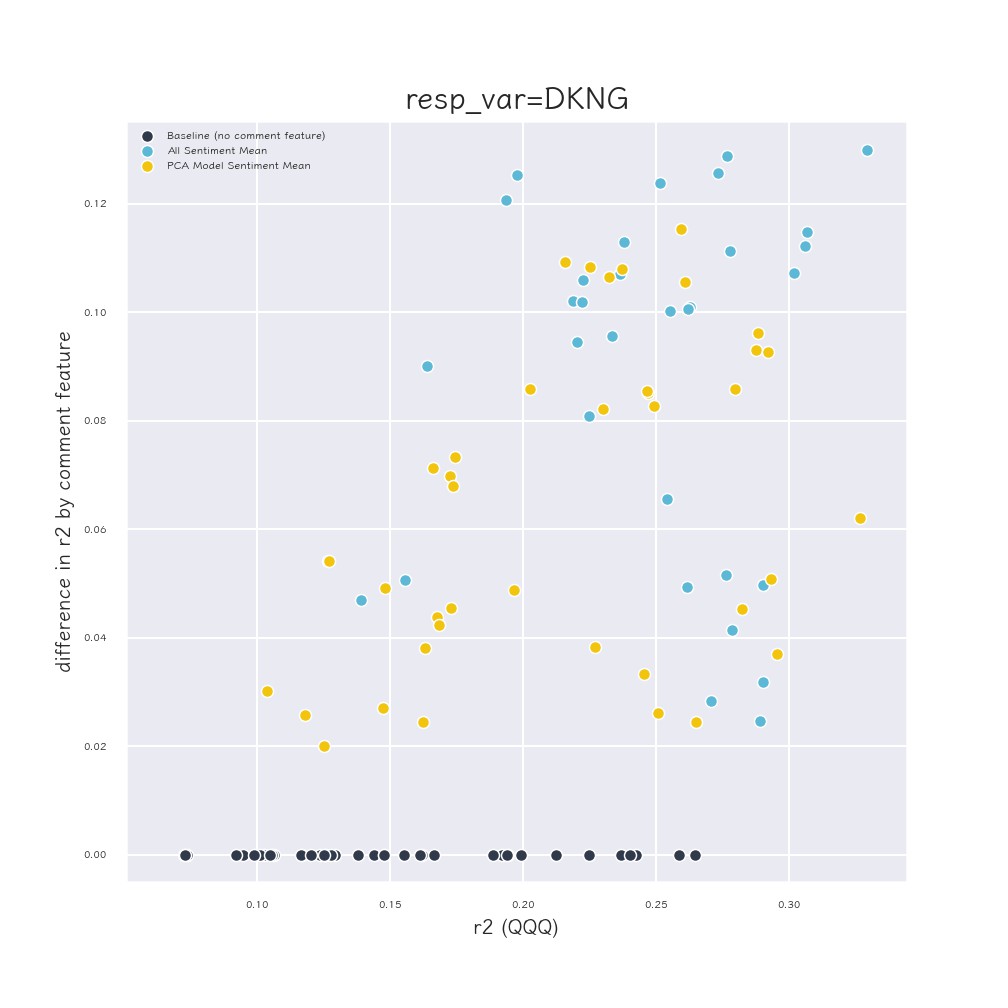 resp_var=DKNG
Baseline (no comment feature)
All Sentiment Mean
PCA Model Sentiment Mean
difference in r2 by comment feature
0.12
0.10
0.08
0.06
0.04
0.02
0.00
0.10 0.15 0.20 0.25 0.30
r2 (QQQ)